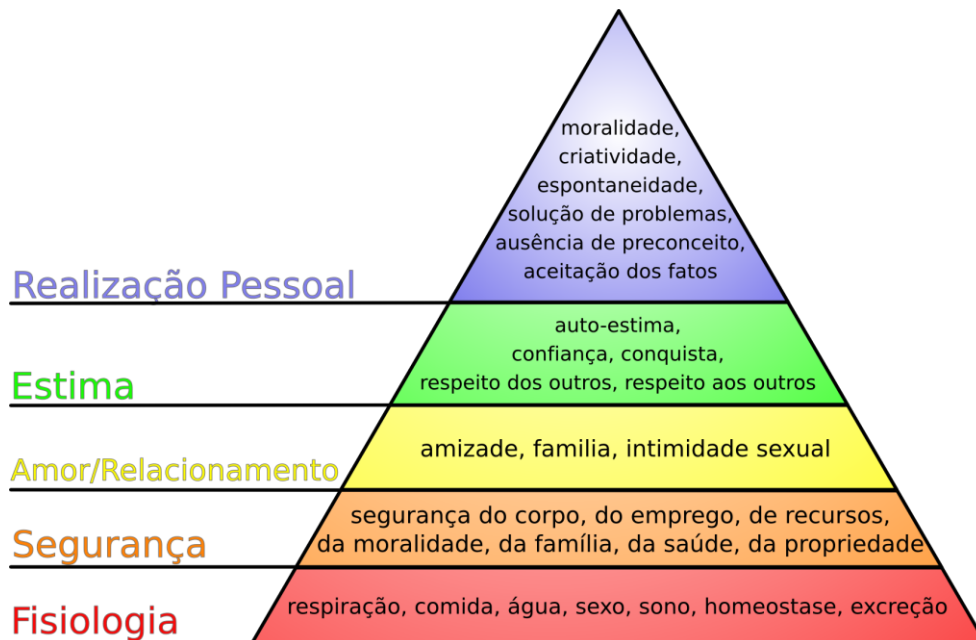 moralidade,
criatividade,
espontaneidade,
solução de problemas,
ausência de preconceito,
aceitação dos fatos
Realização Pessoal
auto-estima,
confiança, conquista,
respeito dos outros, respeito aos outros
Estima
amizade, familia, intimidade sexual
Amor/Relacionamento
segurança do corpo, do emprego, de recursos,
da moralidade, da família, da saúde, da propriedade
Segurança
respiração, comida, água, sexo, sono, homeostase, excreção
Fisiologia